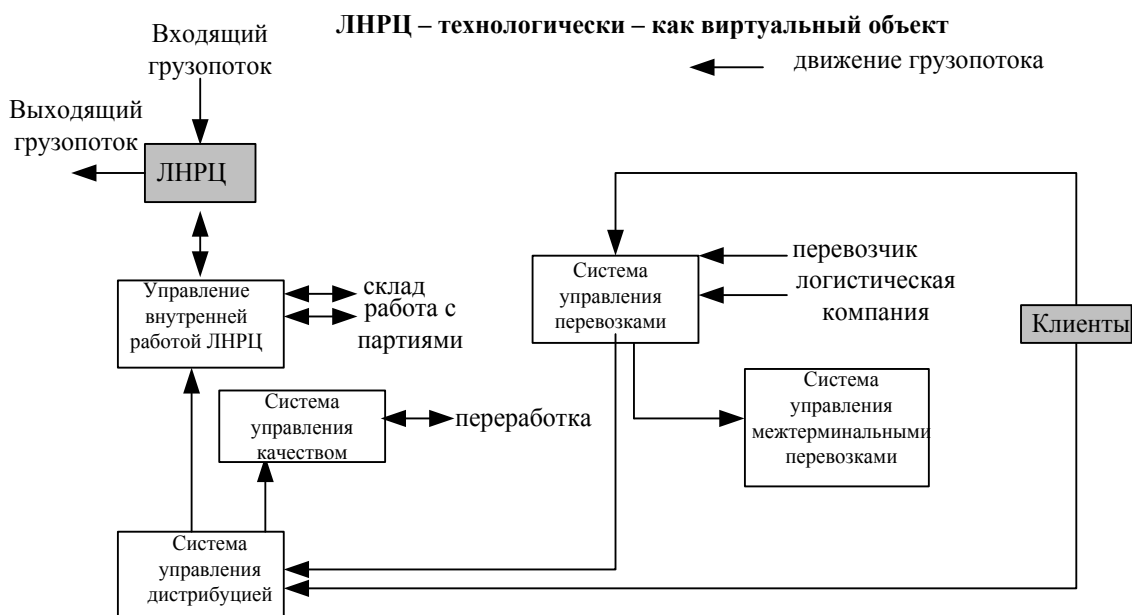 ЛНРЦ – технологически – как виртуальный объект
Входящий
грузопоток
движение грузопотока
Выходящий
грузопоток
ЛНРЦ
Управление
внутренней
работой ЛНРЦ
склад
работа с
партиями
Система
управления
перевозками
перевозчик
логистическая
компания
Клиенты
Система
управления
качеством
переработка
Система
управления
межтерминальными
перевозками
Система
управления
дистрибуцией